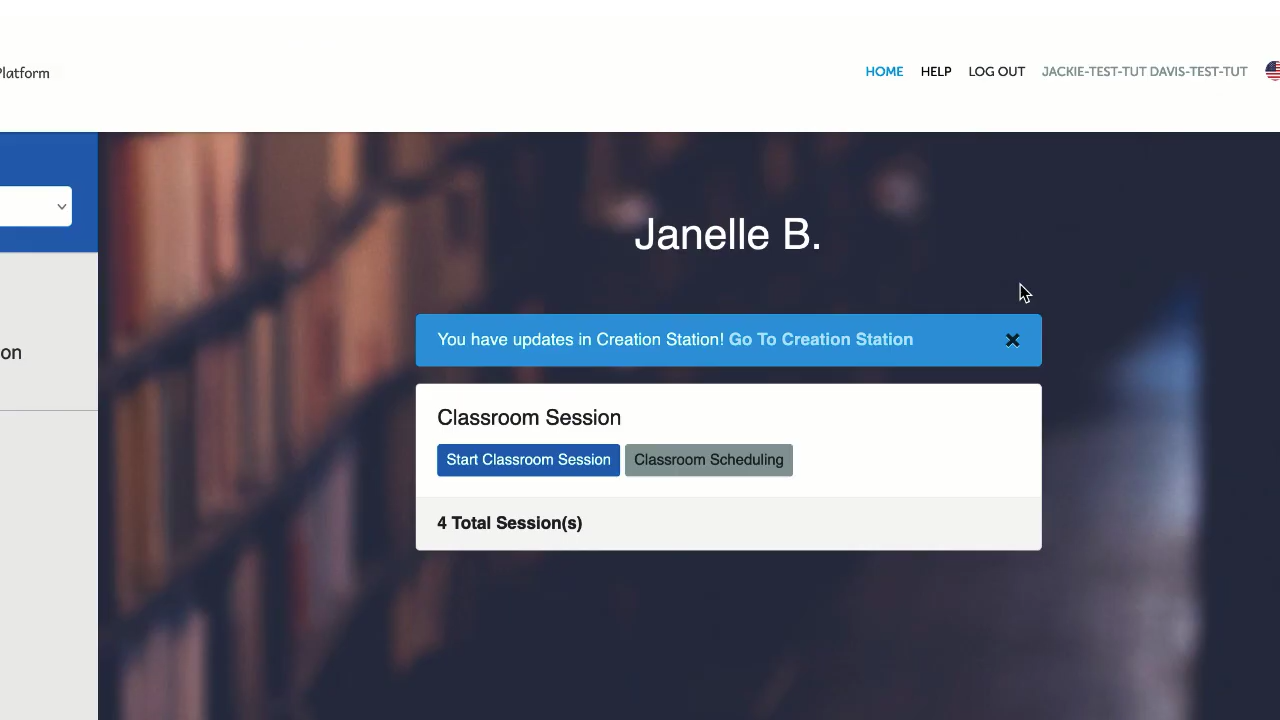 Platform
HOME HELP LOG OUT JACKIE-TEST-TUT DAVIS-TEST-TUT
on
Janelle B.
You have updates in Creation Station! Go To Creation Station
Classroom Session
Start Classroom Session Classroom Scheduling
4 Total Session(s)